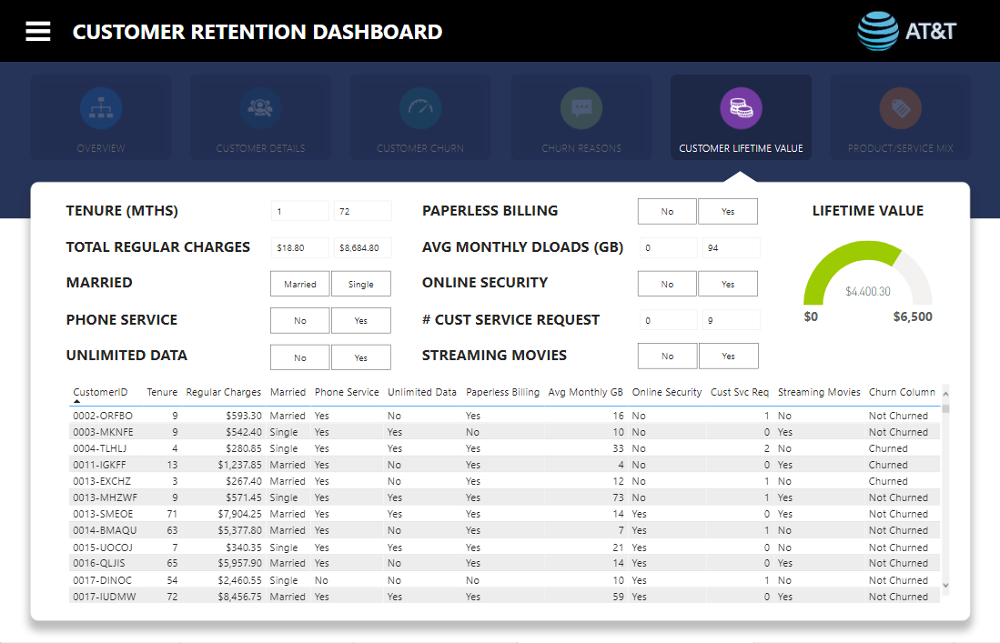 CUSTOMER RETENTION DASHBOARD
AT&T
OVERVIEW
CUSTOMER DETAILS
CUSTOMER CHURN
CHURN REASONS
CUSTOMER LIFETIME VALUE
PRODUCT/SERVICE MIX
TENURE (MTHS) 1 72
PAPERLESS BILLING No Yes
LIFETIME VALUE
TOTAL REGULAR CHARGES $18.80 $8,684.80
AVG MONTHLY DLOADS (GB) 0 94
MARRIED Married Single
ONLINE SECURITY No Yes
$4,400.30
$0 $6,500
PHONE SERVICE No Yes
# CUST SERVICE REQUEST 0 9
UNLIMITED DATA No Yes
STREAMING MOVIES No Yes
CustomerID Tenure Regular Charges Married Phone Service Unlimited Data Paperless Billing Avg Monthly GB Online Security Cust Svc Req Streaming Movies Churn Column
0002-ORFBO 9 $593.30 Married Yes No Yes 16 No 1 No Not Churned
0003-MKNFE 9 $542.40 Single Yes Yes No 10 No 0 Yes Not Churned
0004-TLHLJ 4 $280.85 Single Yes Yes Yes 33 No 2 No Churned
0011-IGKFF 13 $1,237.85 Married Yes No Yes 4 No 0 Yes Churned
0013-EXCHZ 3 $267.40 Married Yes No Yes 12 No 1 No Churned
0013-MHZWF 9 $571.45 Single Yes Yes Yes 73 No 1 Yes Not Churned
0013-SMEOE 71 $7,904.25 Married Yes Yes Yes 14 Yes 0 Yes Not Churned
0014-BMAQU 63 $5,377.80 Married Yes No Yes 7 Yes 1 No Not Churned
0015-UOCOJ 7 $340.35 Single Yes Yes Yes 21 Yes 0 No Not Churned
0016-QLJIS 65 $5,957.90 Married Yes No Yes 14 Yes 0 Yes Not Churned
0017-DINOC 54 $2,460.55 Single No No No 10 Yes 1 No Not Churned
0017-IUDMW 72 $8,456.75 Married Yes Yes Yes 59 Yes 0 Yes Not Churned